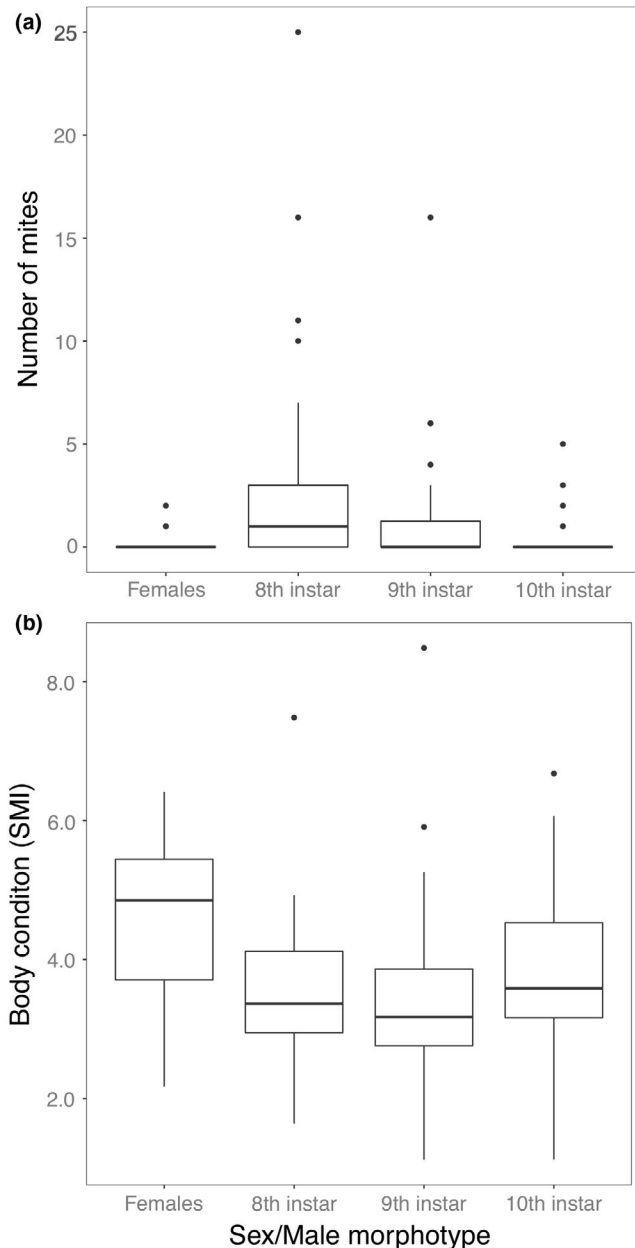 (a)
25
20
15
10
5
0
Number of mites
Females 8th instar 9th instar 10th instar
(b)
8.0
6.0
4.0
2.0
Body conditon (SMI)
Females 8th instar 9th instar 10th instar
Sex/Male morphotype